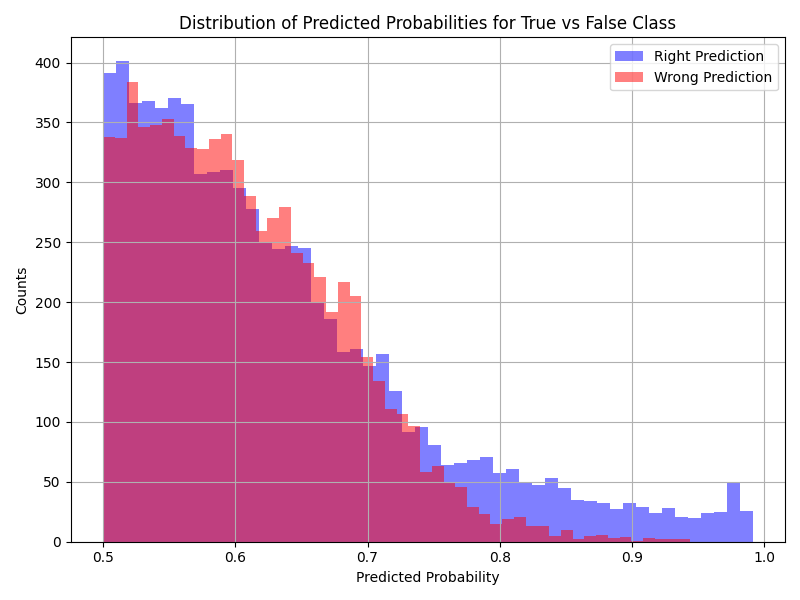 Distribution of Predicted Probabilities for True vs False Class
Right Prediction
Wrong Prediction
400
350
300
250
200
150
100
50
0
Counts
0.5 0.6 0.7 0.8 0.9 1.0
Predicted Probability